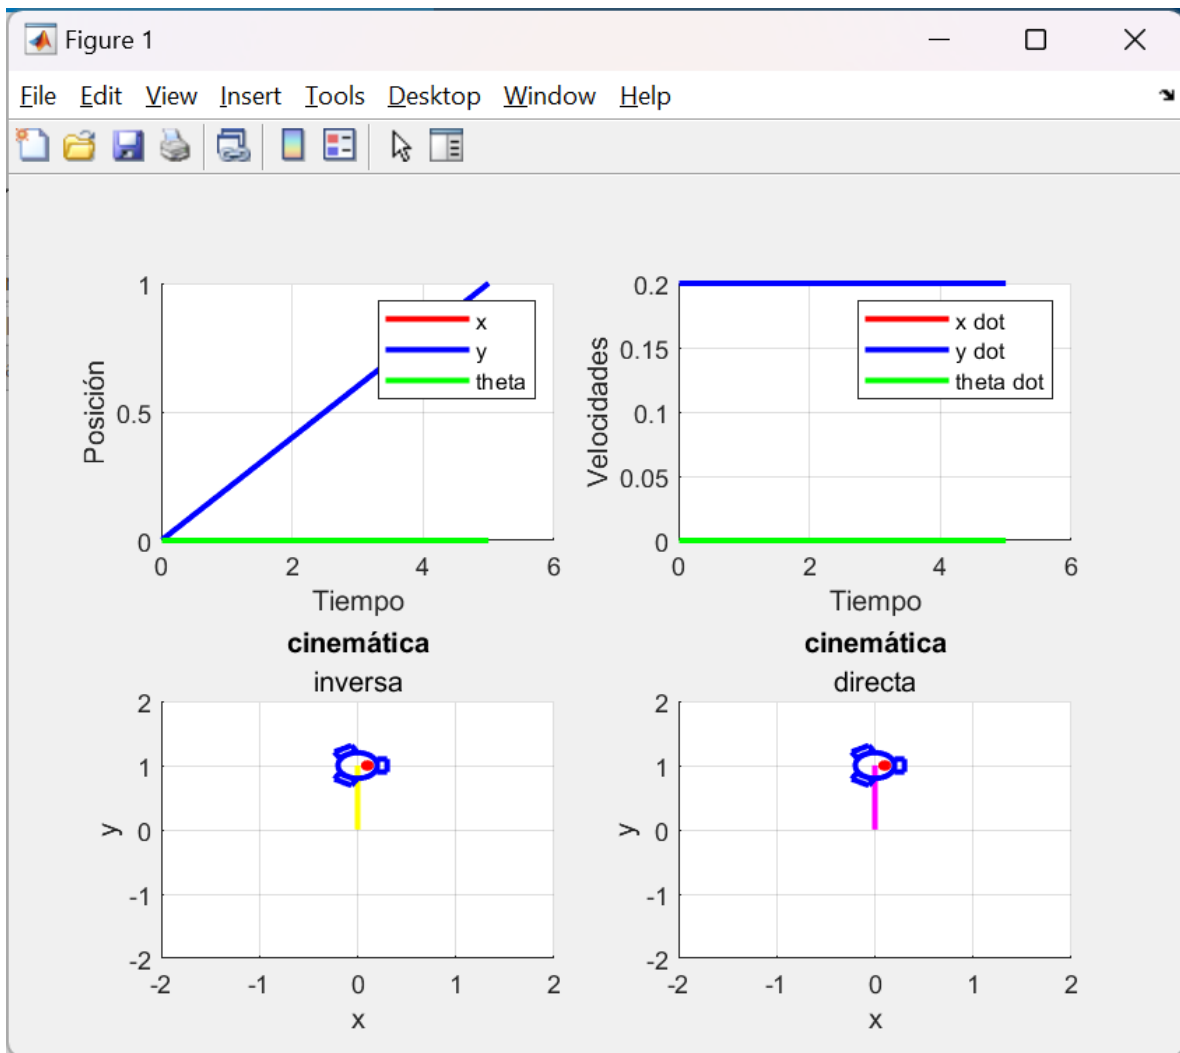 Figure 1
File Edit View Insert Tools Desktop Window Help
1
0.5
0
Posición
x
y
theta
0 2 4 6
Tiempo
0.2
0.15
0.1
0.05
0
Velocidades
x dot
y dot
theta dot
0 2 4 6
Tiempo
cinemática
inversa
2
1
0
-1
-2
y
-2 -1 0 1 2
x
cinemática
directa
2
1
0
-1
-2
y
-2 -1 0 1 2
x